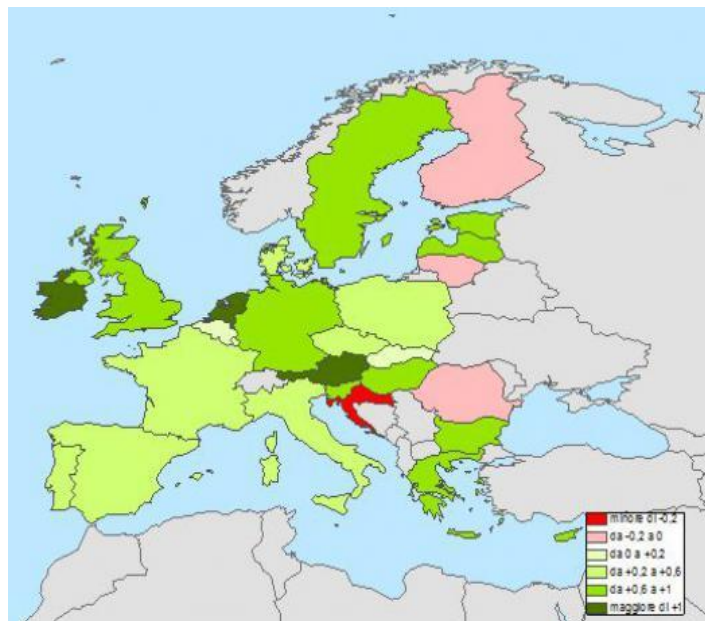 minore di -0,2
da -0,2 a 0
da 0 a +0,2
da +0,2 a +0,6
da +0,6 a +1
maggiore di +1